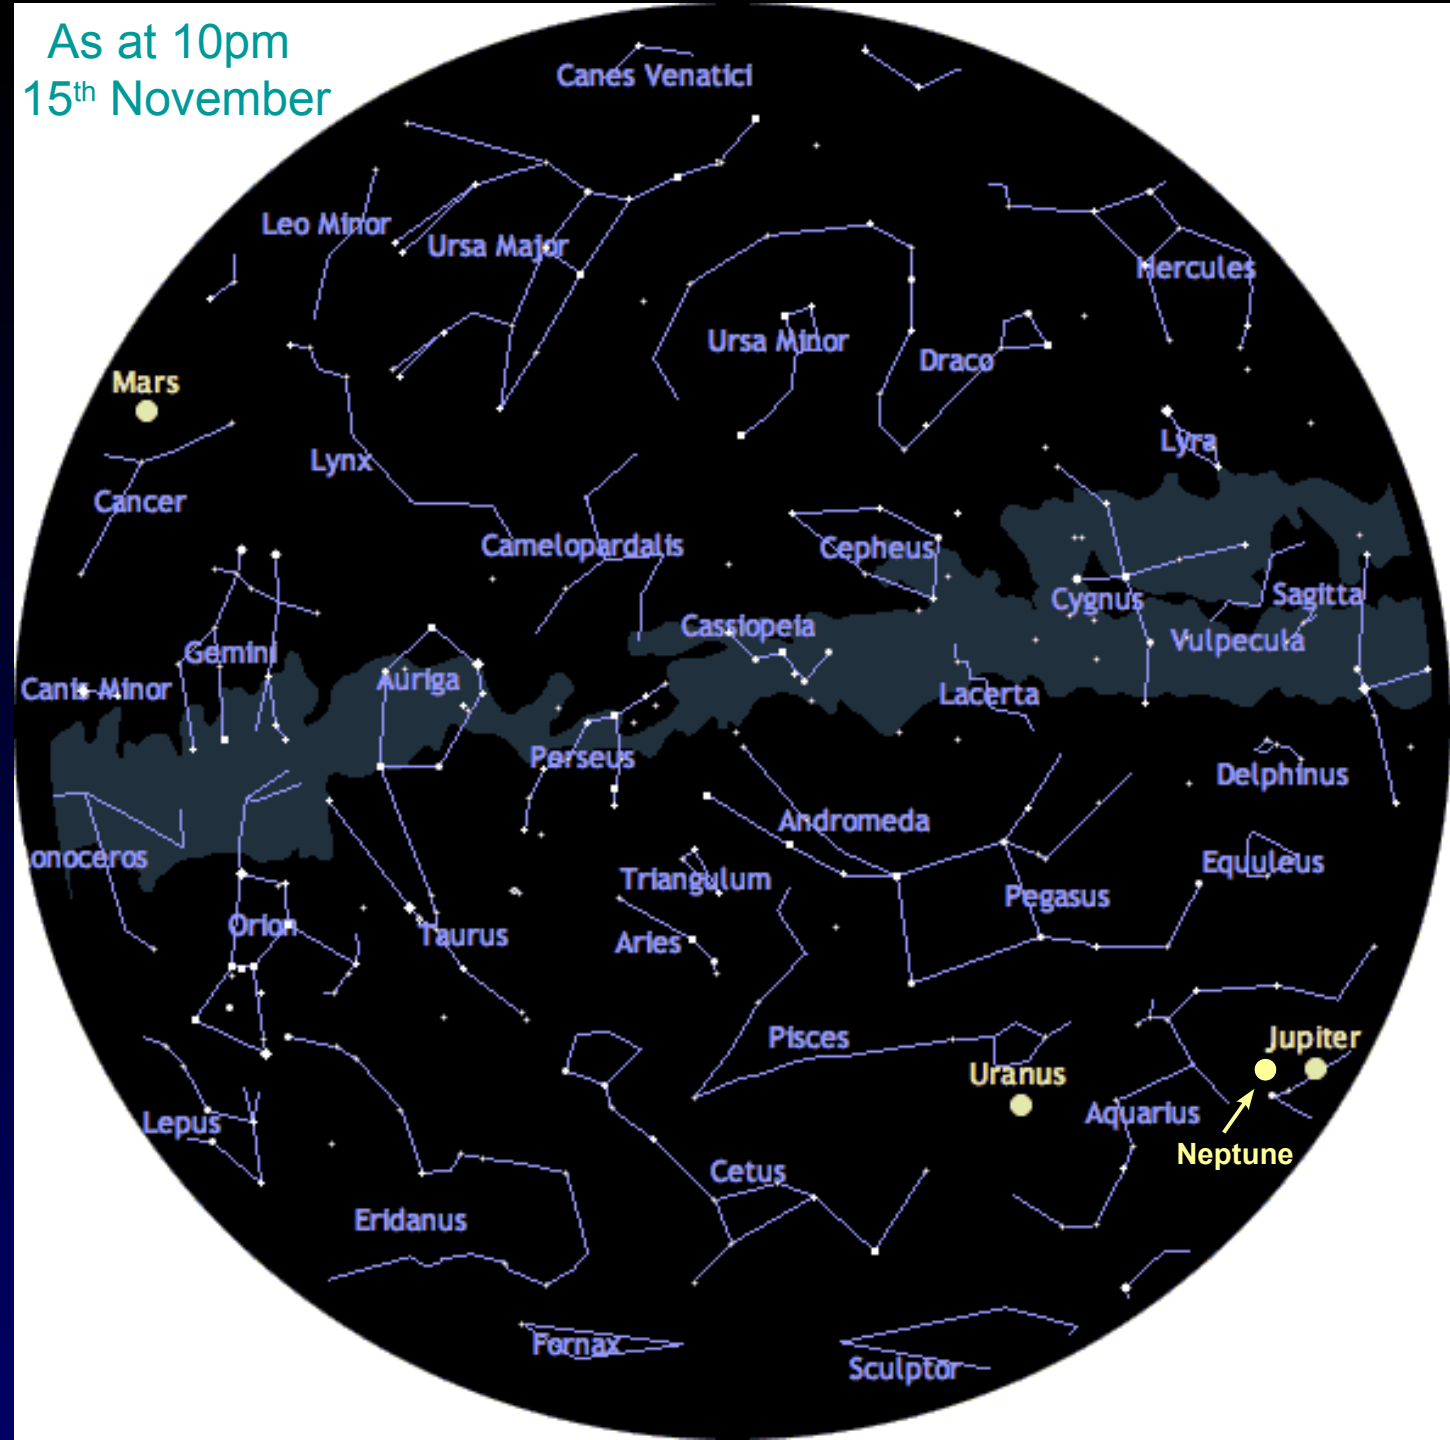 As at 10pm
15th November
Canes Venatici
Leo Minor
Ursa Major
Hercules
Ursa Minor
Draco
Mars
Lyra
Lynx
Cancer
Camelopardalis
Cepheus
Cygnus
Sagitta
Cassiopeia
Vulpecula
Gemini
Auriga
Canis Minor
Lacerta
Perseus
Delphinus
Andromeda
onoceros
Equuleus
Triangulum
Pegasus
Orion
Taurus
Aries
Pisces
Jupiter
Uranus
Aquarius
Lepus
Neptune
Cetus
Eridanus
Fornax
Sculptor